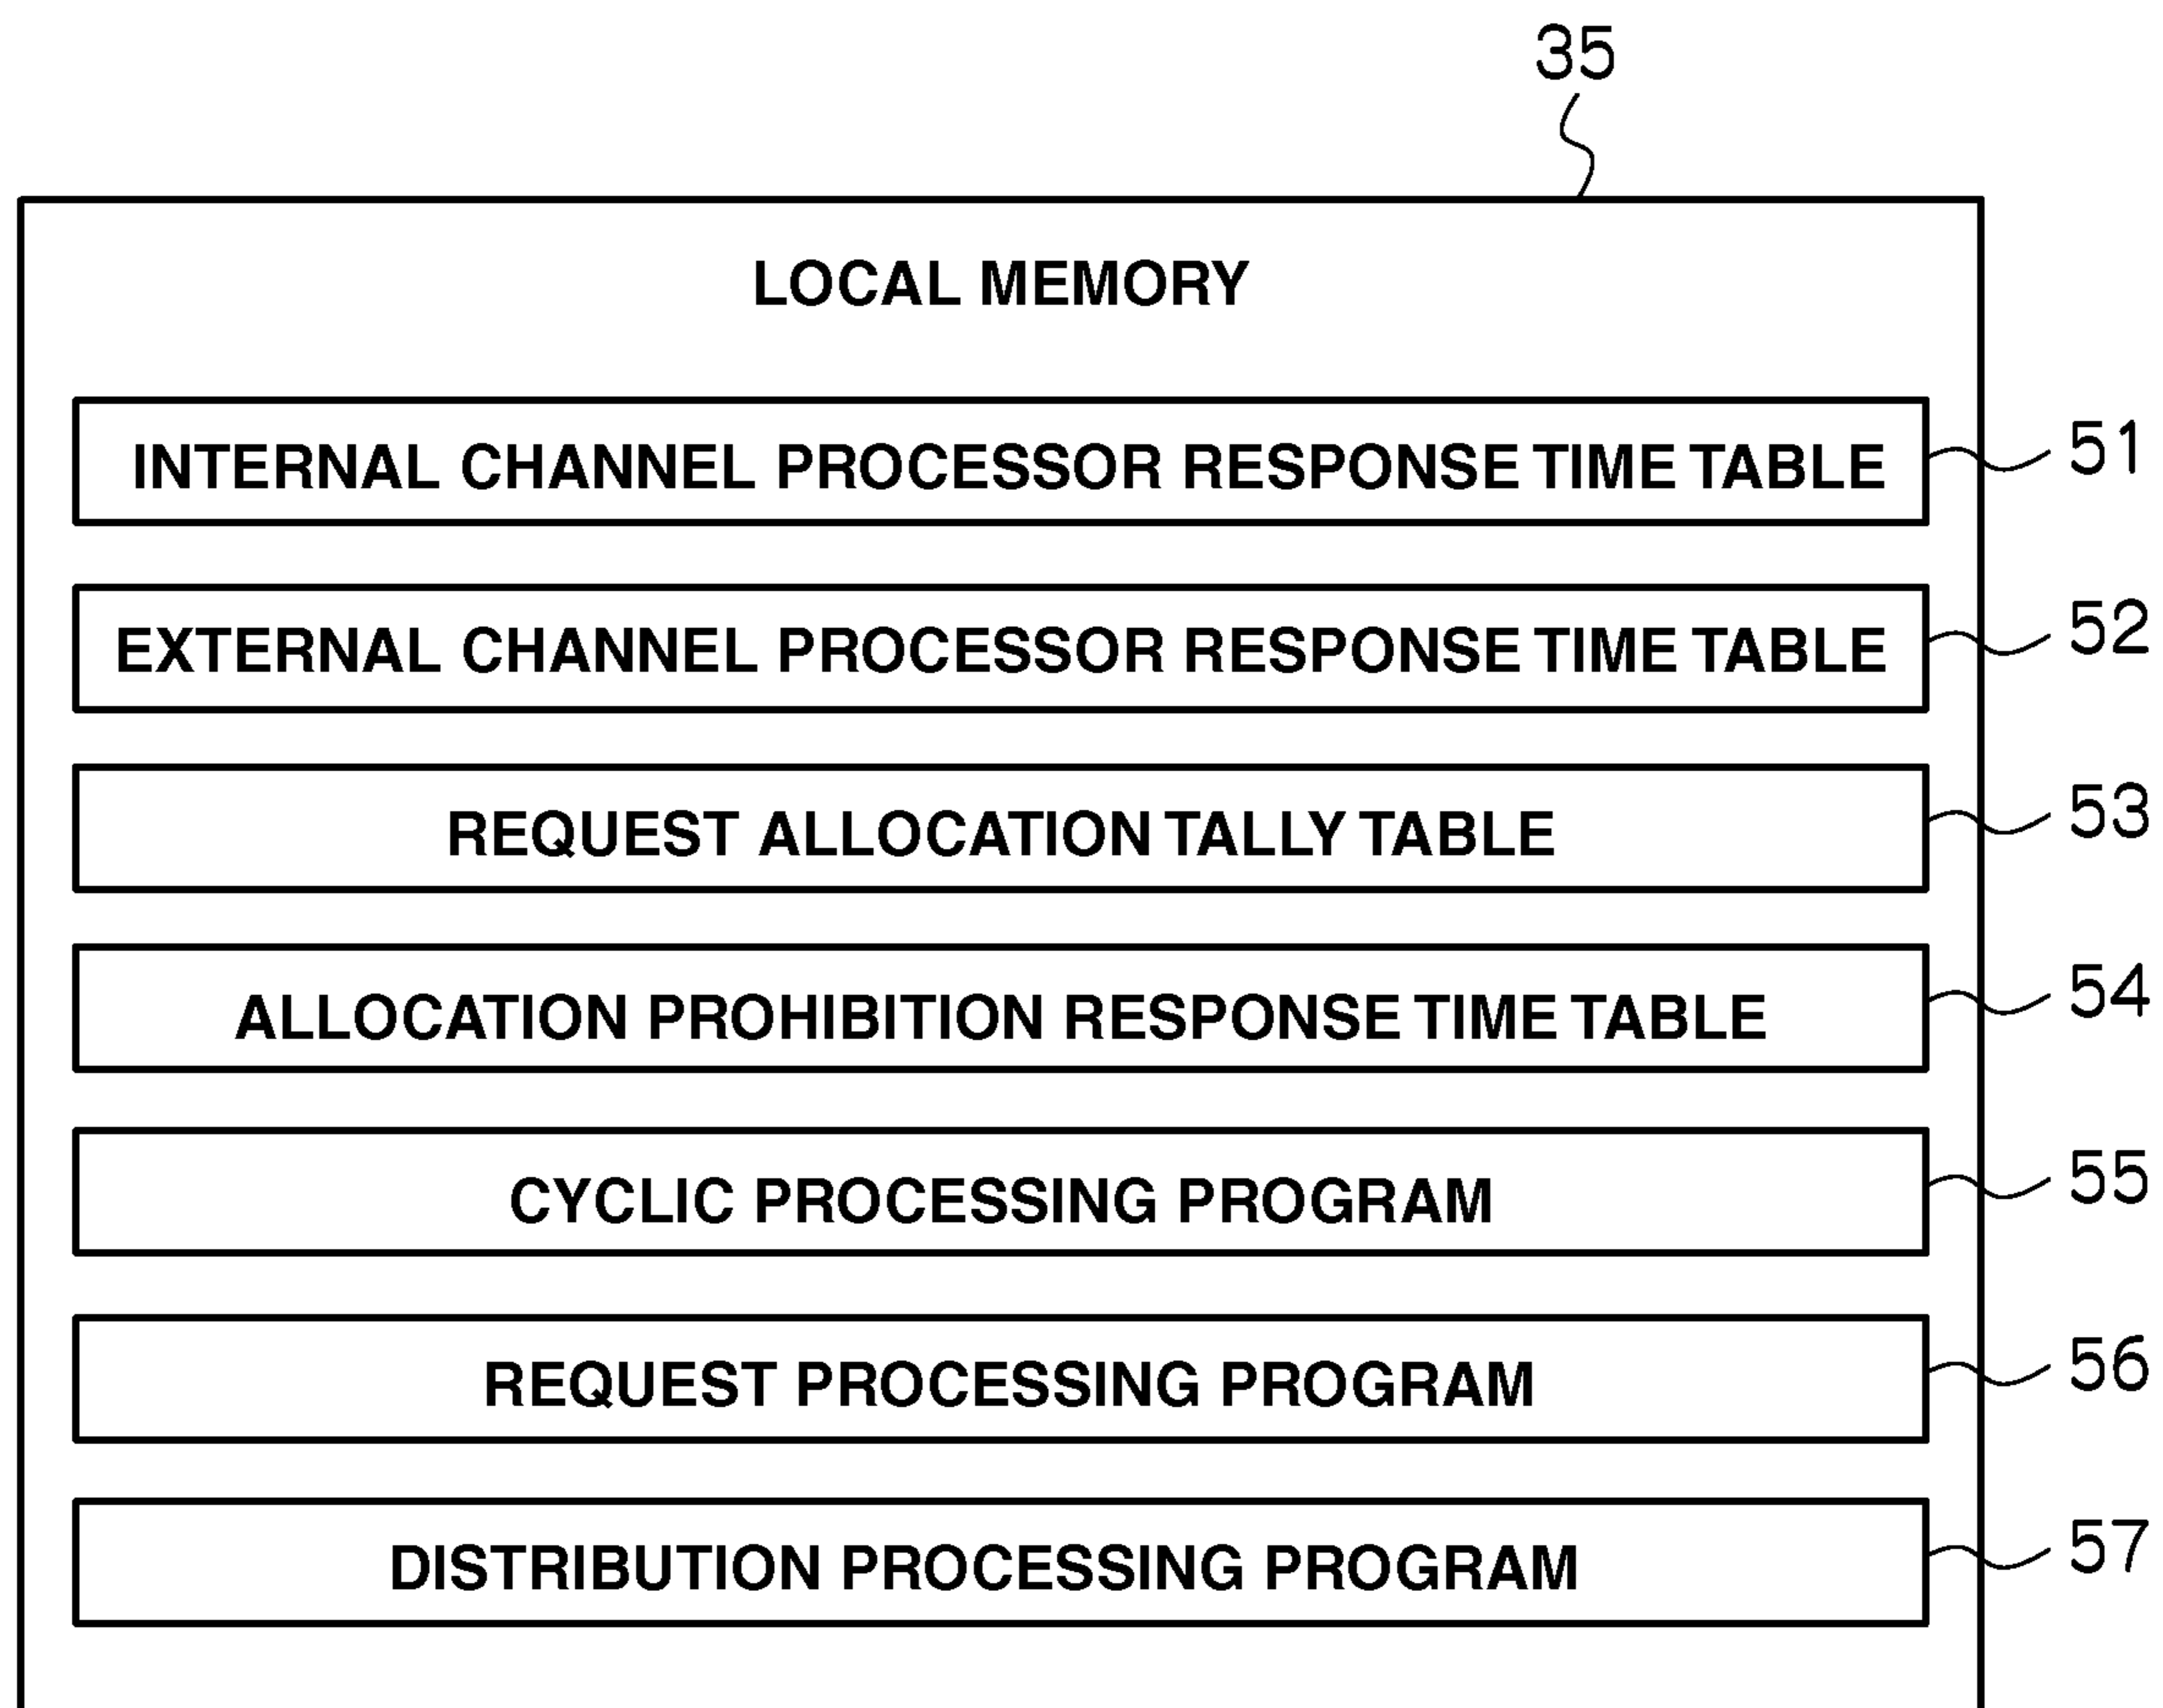 35
LOCAL MEMORY
INTERNAL CHANNEL PROCESSOR RESPONSE TIME TABLE 51
EXTERNAL CHANNEL PROCESSOR RESPONSE TIME TABLE 52
REQUEST ALLOCATION TALLY TABLE 53
ALLOCATION PROHIBITION RESPONSE TIME TABLE 54
CYCLIC PROCESSING PROGRAM 55
REQUEST PROCESSING PROGRAM 56
DISTRIBUTION PROCESSING PROGRAM 57